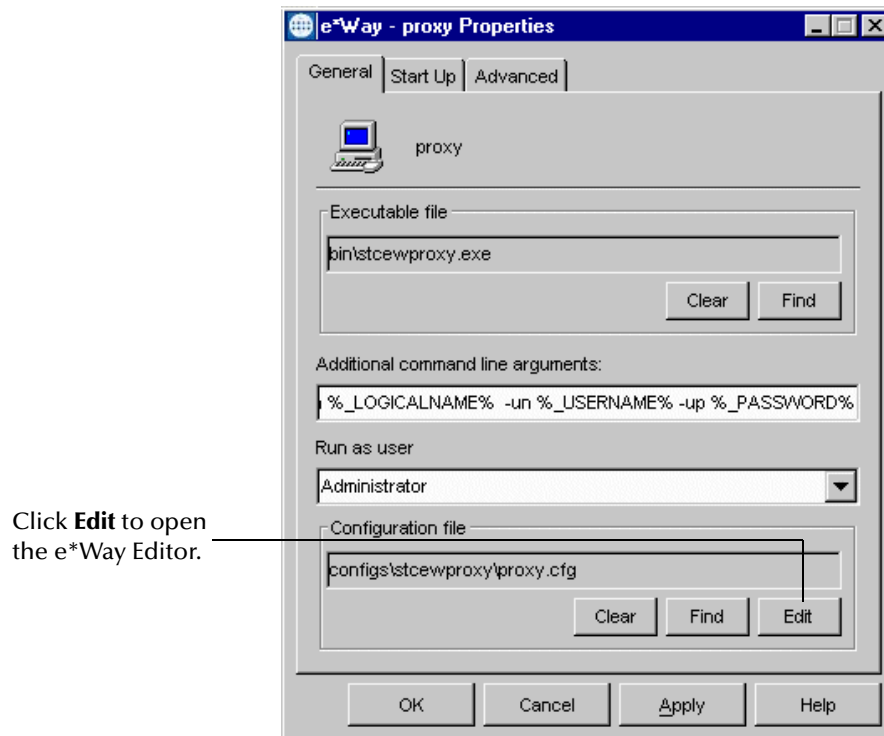 e*Way - proxy Properties
General
Start Up
Advanced
proxy
Executable file
bin\stcewproxy.exe
Clear
Find
Additional command line arguments:
%_LOGICALNAME% -un %_USERNAME% -up %_PASSWORD%
Run as user
Administrator
Click Edit to open
the e*Way Editor.
Configuration file
configs\stcewproxy\proxy.cfg
Clear
Find
Edit
OK
Cancel
Apply
Help